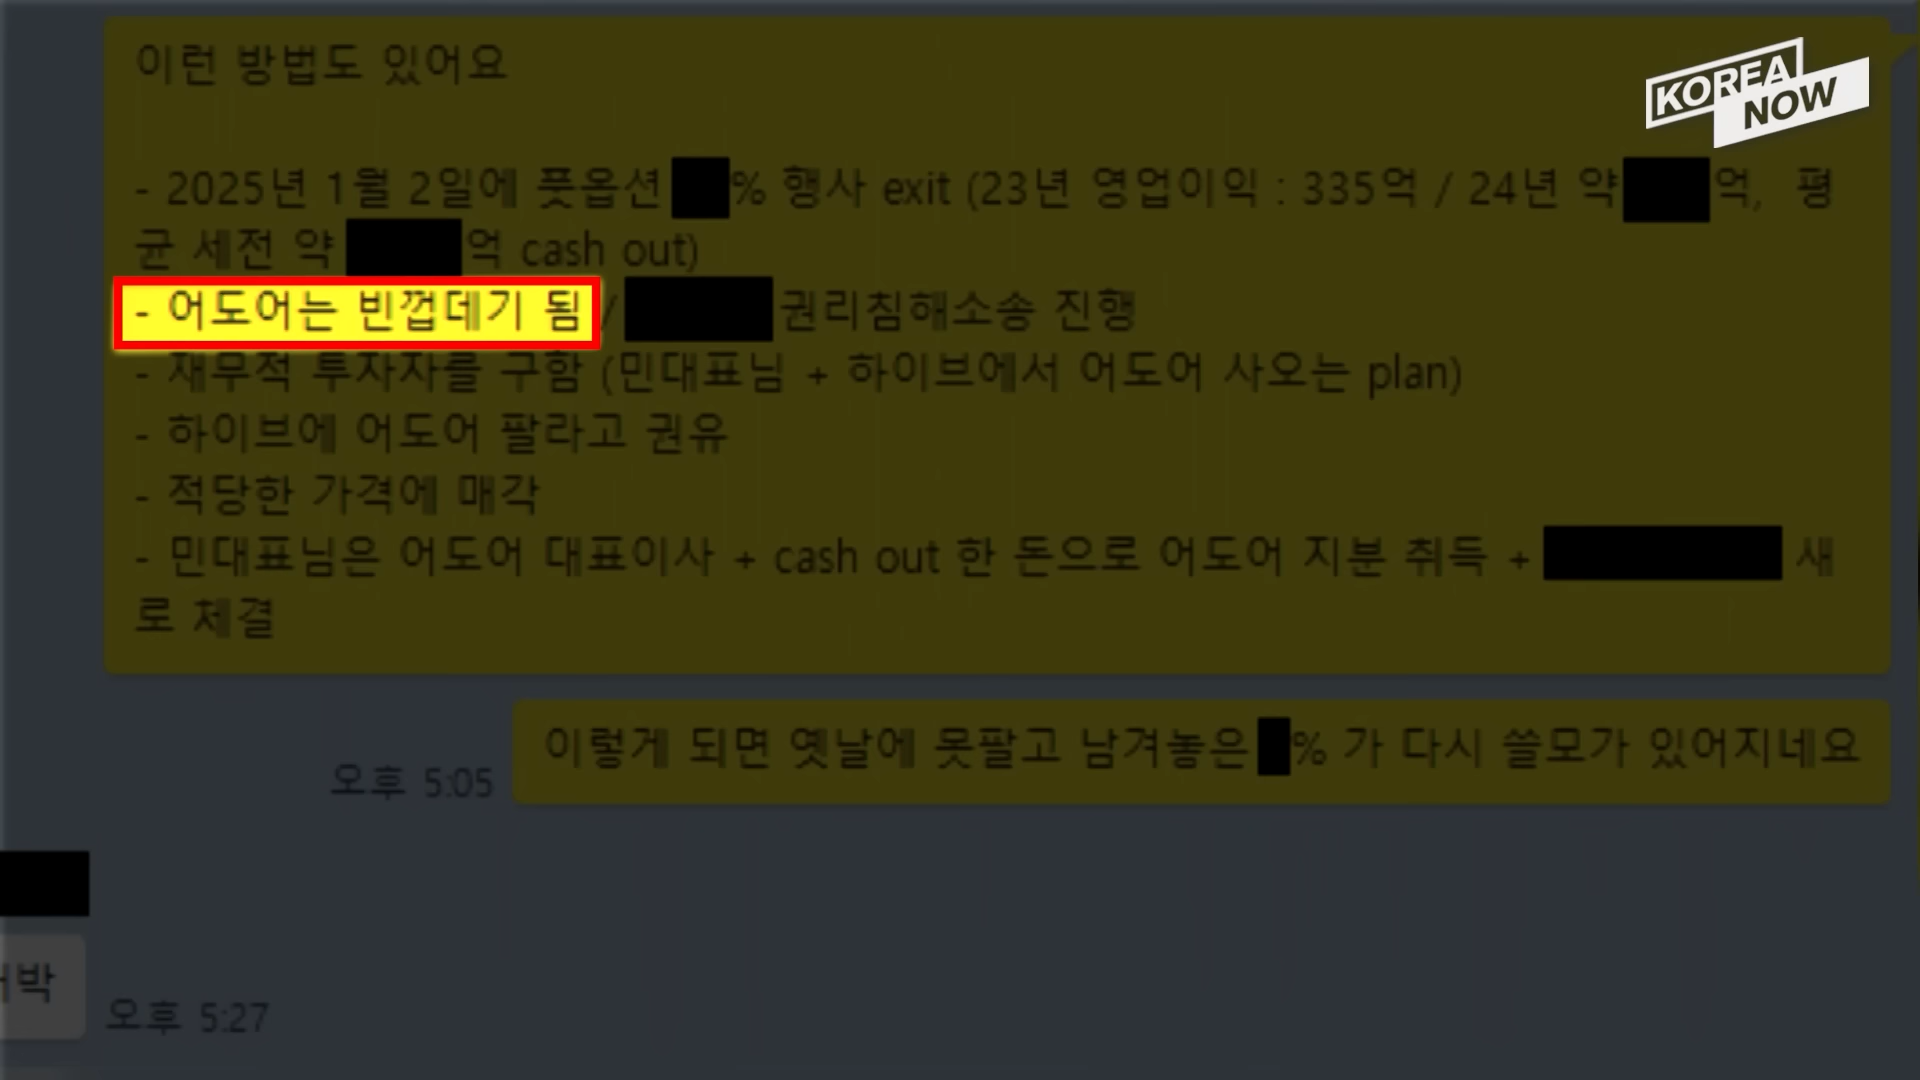 KOREA
NOW
이런 방법도 있어요
- 2025년 1월 2일에 풋옵션 % 행사 exit (23년 영업이익 : 335억 / 24년 약 억, 평
균 세전 약 억 cash out)
- 어도어는 빈껍데기 됨 / 권리침해소송 진행
- 재무적 투자자를 구함 (민대표님 + 하이브에서 어도어 사오는 plan)
- 하이브에 어도어 팔라고 권유
- 적당한 가격에 매각
- 민대표님은 어도어 대표이사 + cash out 한 돈으로 어도어 지분 취득 + 새
로 체결
이렇게 되면 옛날에 못팔고 남겨놓은 % 가 다시 쓸모가 있어지네요
오후 5:05
박
오후 5:27